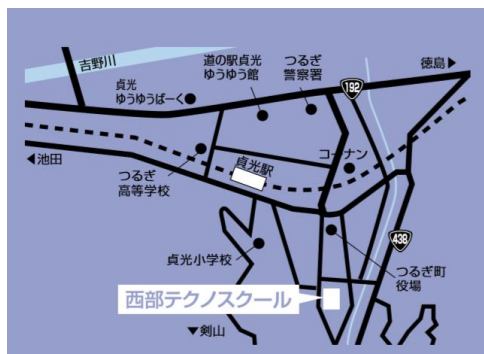 吉野川
道の駅貞光
ゆうゆう館
つるぎ
警察署
徳島▶
貞光
ゆうゆうぱーく
192
◀池田
つるぎ
高等学校
貞光駅
コーナン
438
貞光小学校
つるぎ町
役場
西部テクノスクール
▼剣山